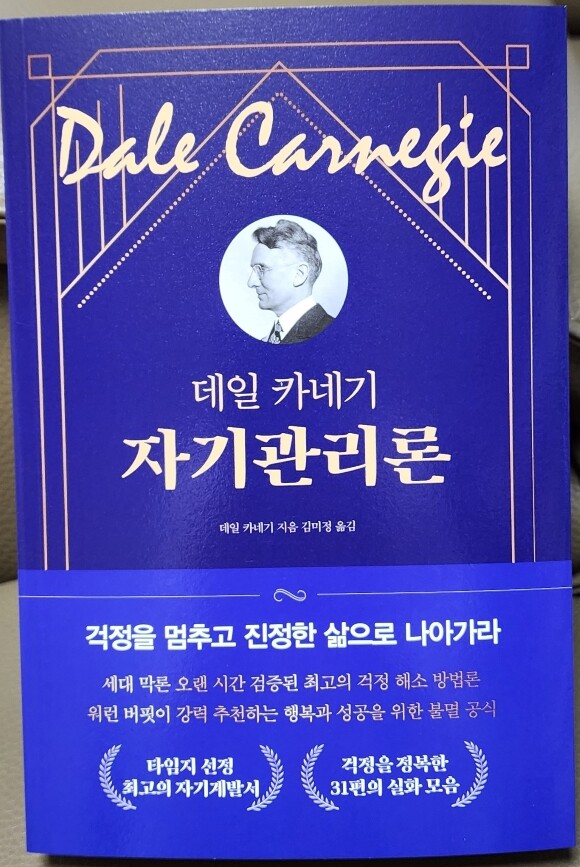 Dale Carnegie
데일 카네기
자기관리론
데일 카네기 지음 김미정 옮김
걱정을 멈추고 진정한 삶으로 나아가라
세대 막론 오랜 시간 검증된 최고의 걱정 해소 방법론
워런 버핏이 강력 추천하는 행복과 성공을 위한 불멸 공식
타임지 선정
최고의 자기계발서
걱정을 정복한
31편의 실화 모음